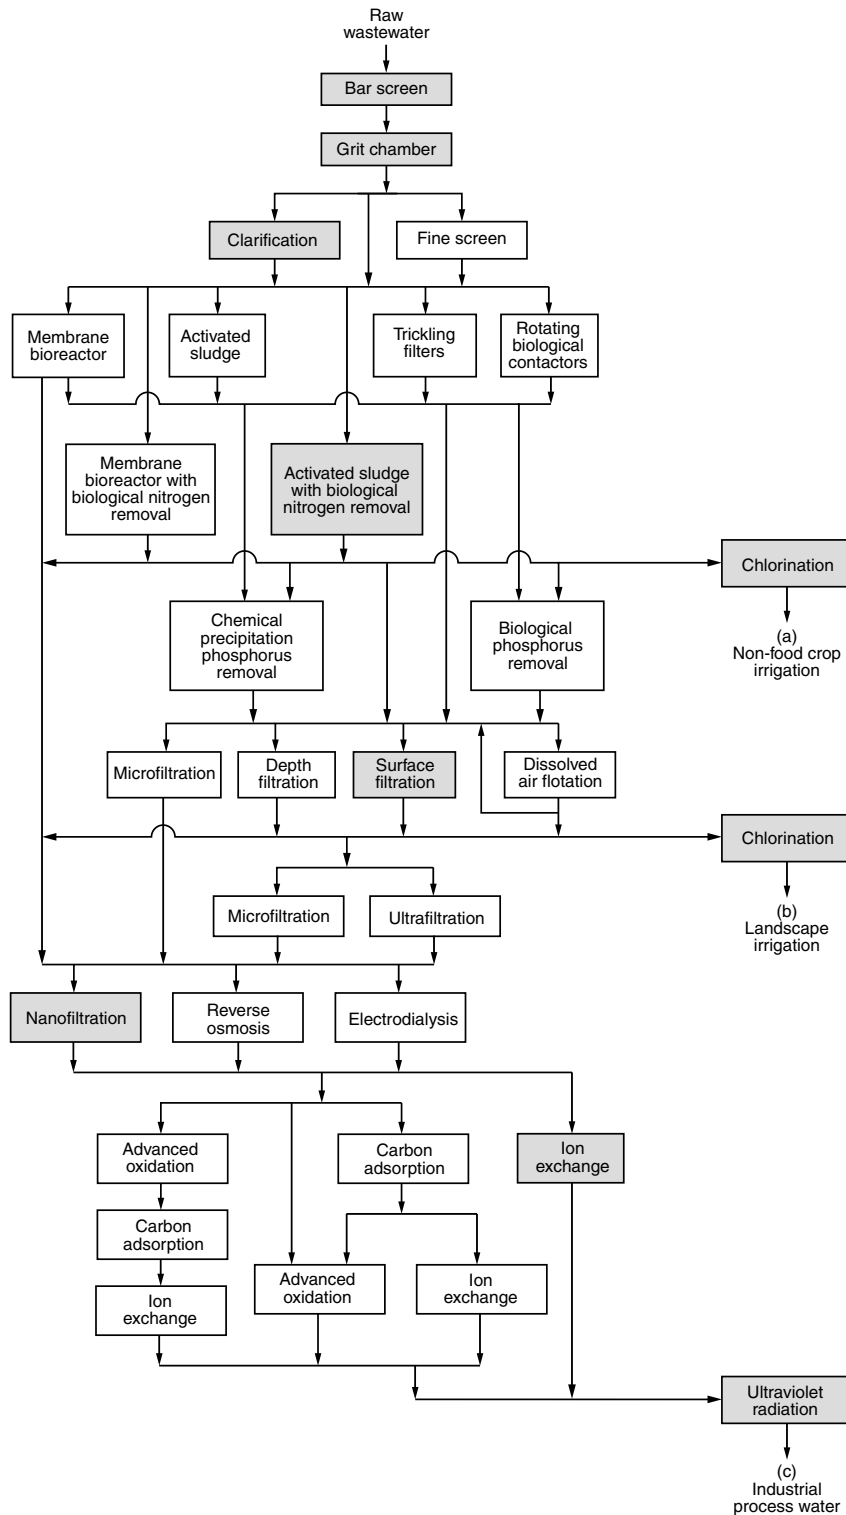 Raw
wastewater
Bar screen
Grit chamber
Clarification
Fine screen
Membrane
bioreactor
Activated
sludge
Trickling
filters
Rotating
biological
contactors
Membrane
bioreactor with
biological nitrogen
removal
Activated sludge
with biological
nitrogen removal
Chlorination
(a)
Non-food crop
irrigation
Chemical
precipitation
phosphorus
removal
Biological
phosphorus
removal
Microfiltration
Depth
filtration
Surface
filtration
Dissolved
air flotation
Chlorination
(b)
Landscape
irrigation
Microfiltration
Ultrafiltration
Nanofiltration
Reverse
osmosis
Electrodialysis
Advanced
oxidation
Carbon
adsorption
Ion
exchange
Carbon
adsorption
Advanced
oxidation
Ion
exchange
Ion
exchange
Ultraviolet
radiation
(c)
Industrial
process water